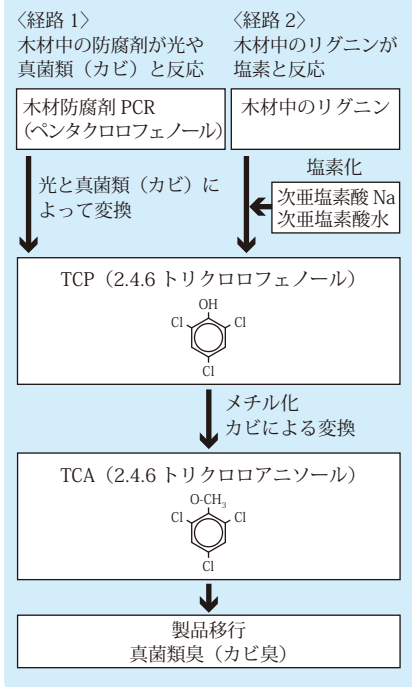 〈経路 1〉
木材中の防腐剤が光や
真菌類（カビ）と反応
〈経路 2〉
木材中のリグニンが
塩素と反応
木材防腐剤 PCR
（ペンタクロロフェノール）
木材中のリグニン
光と真菌類（カビ）に
よって変換
塩素化
次亜塩素酸 Na
次亜塩素酸水
TCP（2.4.6 トリクロロフェノール）
OH
Cl Cl
Cl
メチル化
カビによる変換
TCA（2.4.6 トリクロロアニソール）
O-CH₃
Cl Cl
Cl
製品移行
真菌類臭（カビ臭）